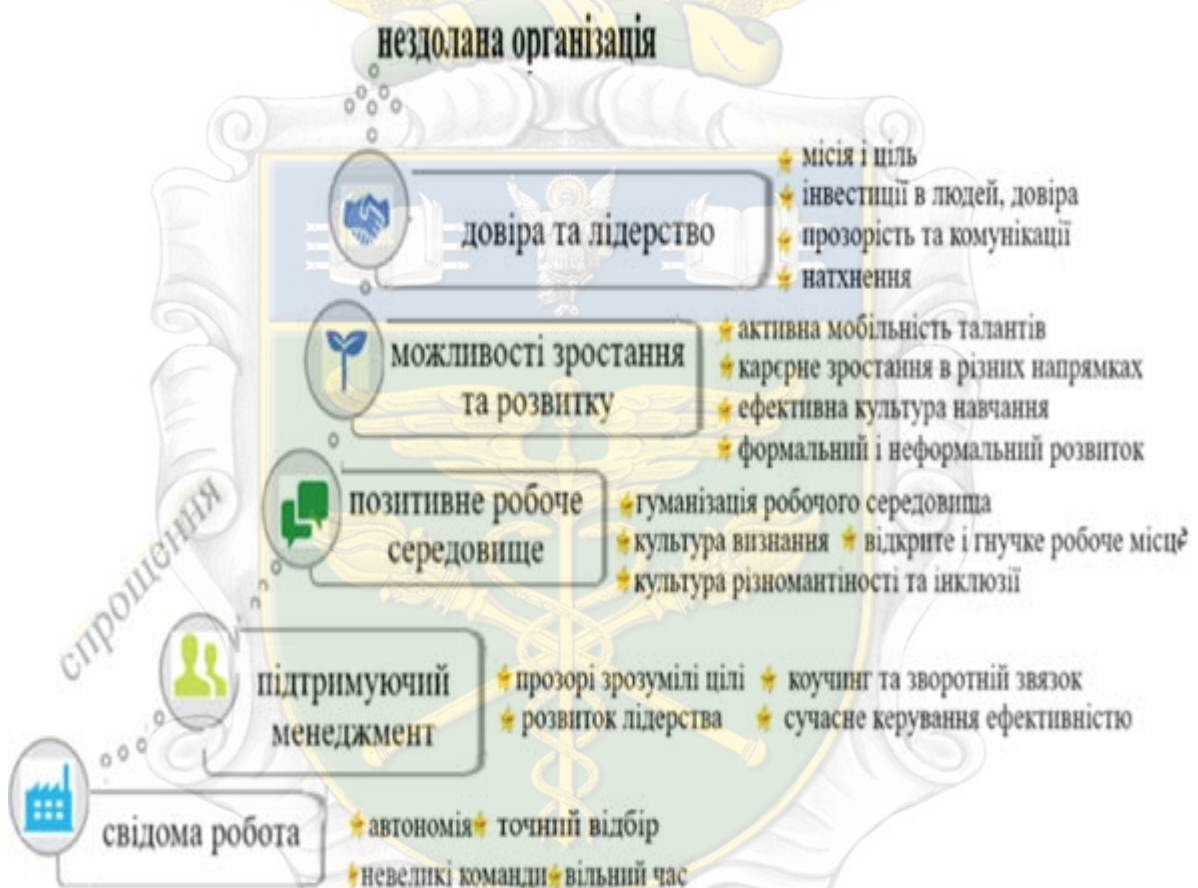 нездолана організація
місія і ціль
інвестиції в людей, довіра
довіра та лідерство
прозорість та комунікації
натхнення
активна мобільність талантів
можливості зростання
та розвитку
карєрне зростання в різних напрямках
ефективна культура навчання
формальний і неформальний розвиток
позитивне робоче
середовище
гуманізація робочого середовища
культура визнання відкрите і гнучке робоче місце
культура різномантіності та інклюзії
спрощення
підтримуючий
менеджмент
прозорі зрозумілі цілі коучинг та зворотній звязок
розвиток лідерства сучасне керування ефективністю
свідома робота
автономія точний відбір
невеликі команди вільний час